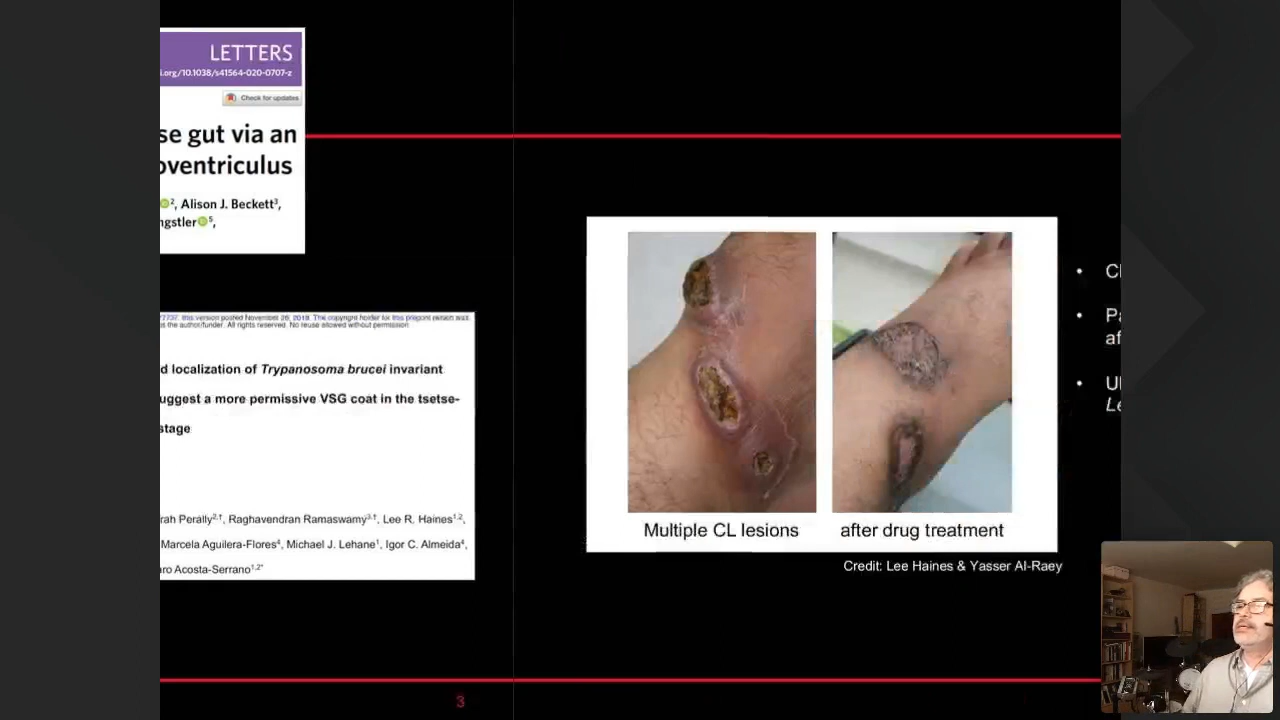 LETTERS
i.org/10.1038/s41564-020-0707-z
Check for updates
se gut via an
oventriculus
2, Alison J. Beckett3,
ngstler 5,
7737. this version posted November 26, 2019. The copyright holder for this preprint (which was
is the author/funder. All rights reserved. No reuse allowed without permission.
d localization of Trypanosoma brucei invariant
uggest a more permissive VSG coat in the tsetse-
stage
rah Perally2,†, Raghavendran Ramaswamy3,†, Lee R. Haines1,2,
Marcela Aguilera-Flores4, Michael J. Lehane1, Igor C. Almeida4,
ro Acosta-Serrano1,2*
3
Multiple CL lesions
after drug treatment
Credit: Lee Haines & Yasser Al-Raey
• Cl
• Pa
af
• Ul
Le